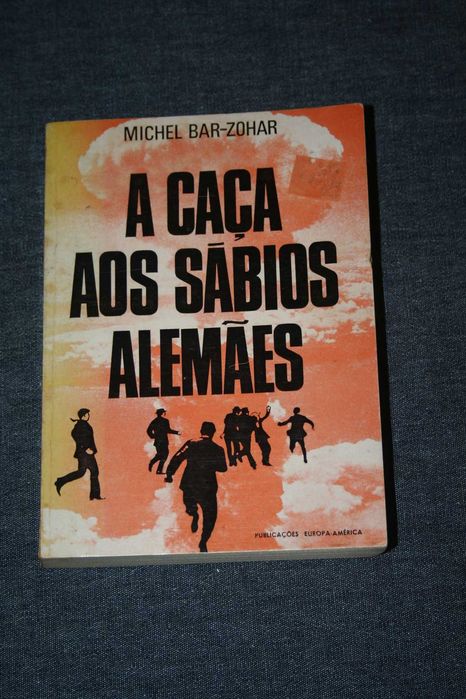 MICHEL BAR-ZOHAR
A CAÇA
AOS SÁBIOS
ALEMÃES
PUBLICAÇÕES EUROPA-AMÉRICA